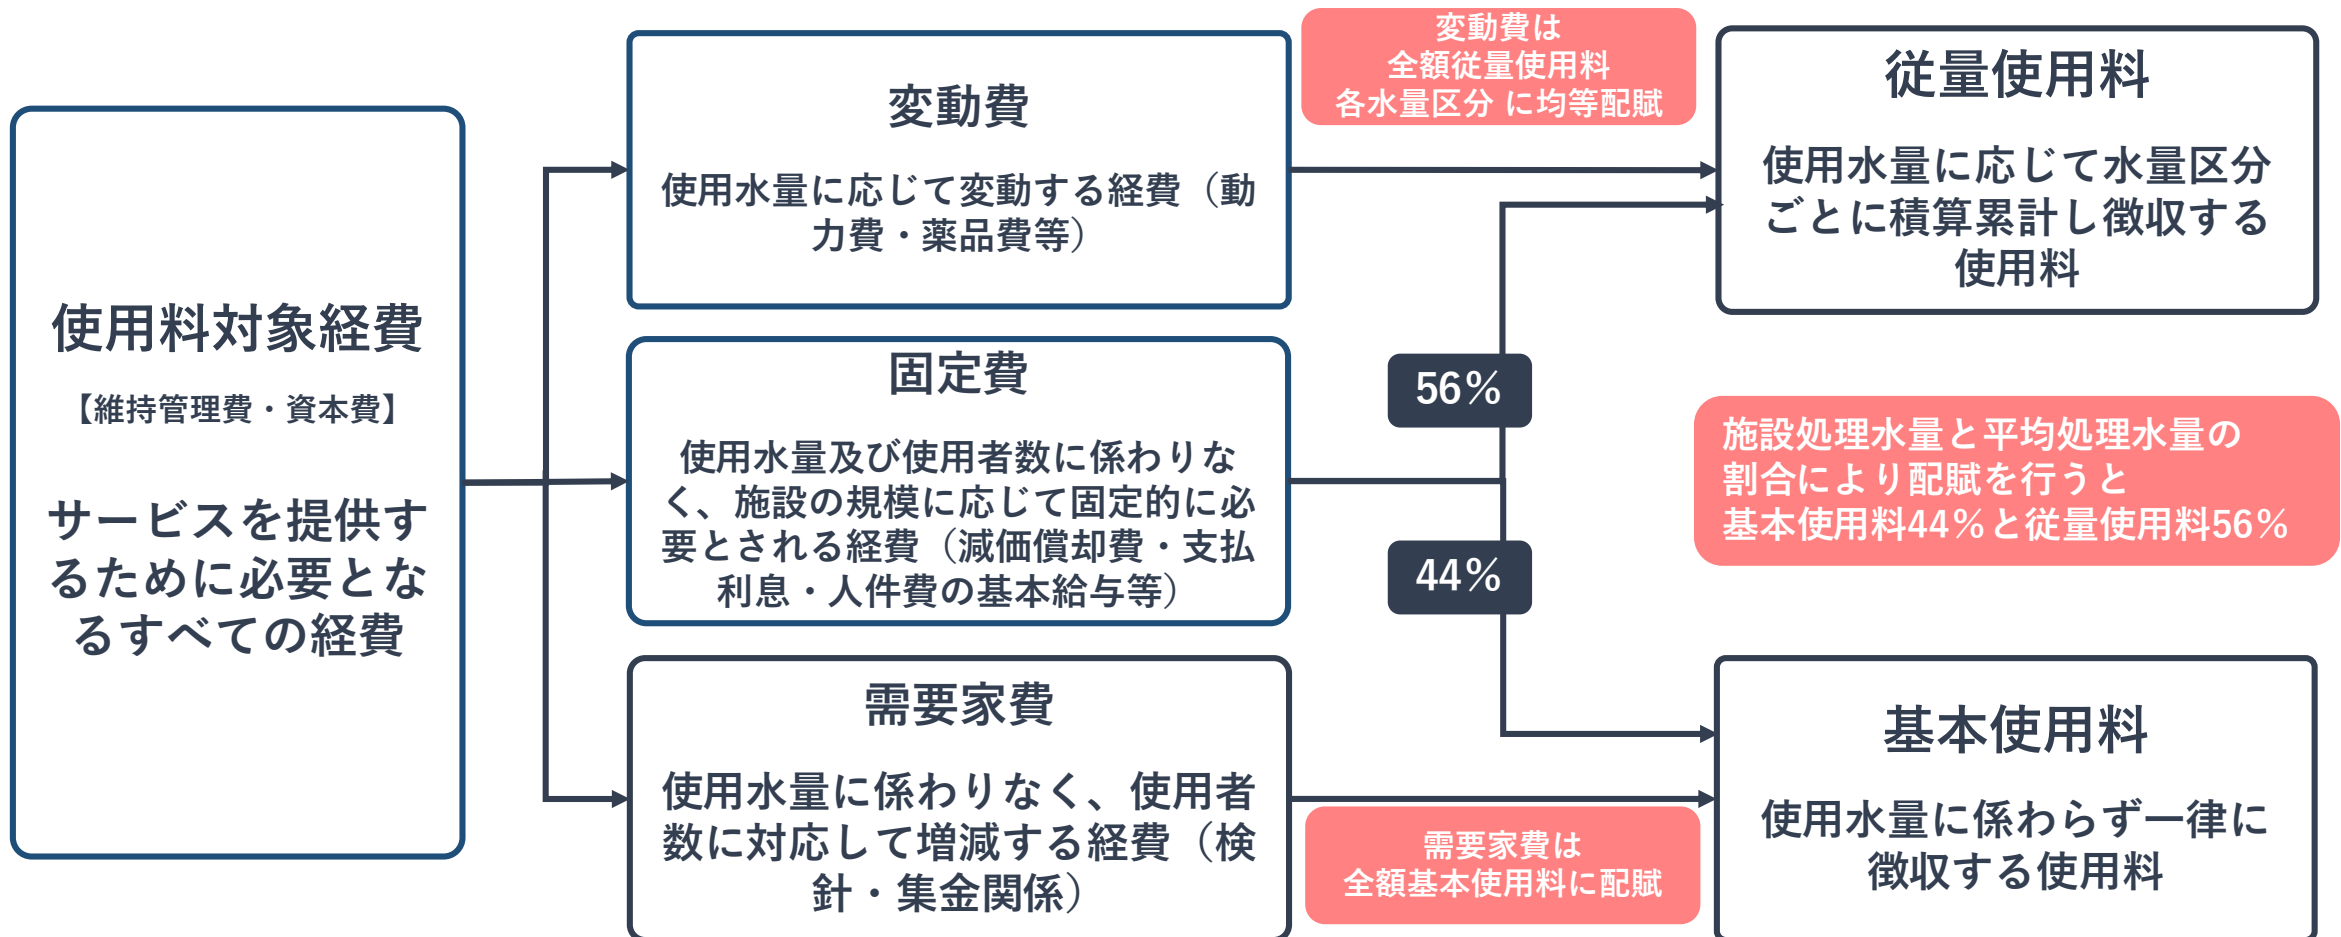 使用料対象経費
【維持管理費・資本費】
サービスを提供す
るために必要とな
るすべての経費
変動費
使用水量に応じて変動する経費（動
力費・薬品費等）
固定費
使用水量及び使用者数に係わりな
く、施設の規模に応じて固定的に必
要とされる経費（減価償却費・支払
利息・人件費の基本給与等）
需要家費
使用水量に係わりなく、使用者
数に対応して増減する経費（検
針・集金関係）
変動費は
全額従量使用料
各水量区分 に均等配賦
56％
44％
需要家費は
全額基本使用料に配賦
従量使用料
使用水量に応じて水量区分
ごとに積算累計し徴収する
使用料
施設処理水量と平均処理水量の
割合により配賦を行うと
基本使用料44％と従量使用料56％
基本使用料
使用水量に係わらず一律に
徴収する使用料